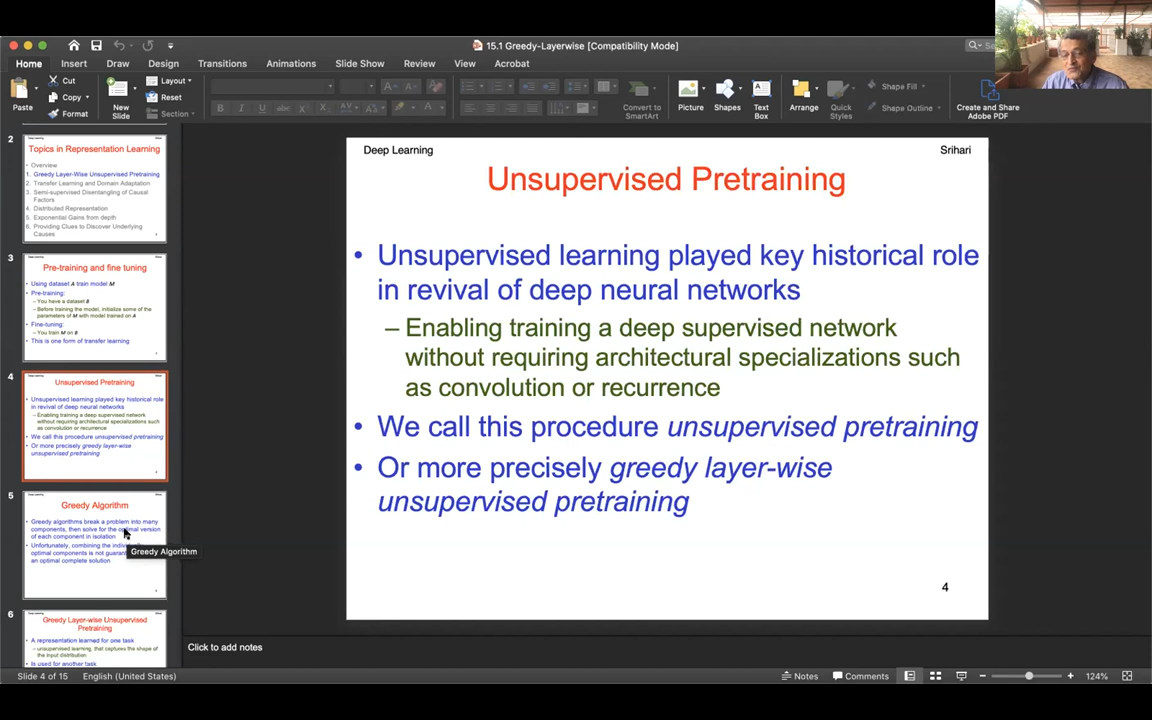 15.1 Greedy-Layerwise [Compatibility Mode]
Home Insert Draw Design Transitions Animations Slide Show Review View Acrobat
Paste
Cut
Copy
Format
New Slide
Layout
Reset
Section
Convert to SmartArt
Picture
Shapes
Text Box
Arrange
Quick Styles
Shape Fill
Shape Outline
Create and Share Adobe PDF
2
Topics in Representation Learning
• Overview
1. Greedy Layer-Wise Unsupervised Pretraining
2. Transfer Learning and Domain Adaptation
3. Semi-supervised Disentangling of Causal
Factors
4. Distributed Representation
5. Exponential Gains from depth
6. Providing Clues to Discover Underlying
Causes
3
Pre-training and fine tuning
• Using dataset A train model M
• Pre-training:
– You have a dataset B
– Before training the model, initialize some of the
parameters of M with model trained on A
• Fine-tuning:
– You train M on B
• This is one form of transfer learning
4
Unsupervised Pretraining
• Unsupervised learning played key historical role
in revival of deep neural networks
– Enabling training a deep supervised network
without requiring architectural specializations such
as convolution or recurrence
• We call this procedure unsupervised pretraining
• Or more precisely greedy layer-wise
unsupervised pretraining
5
Greedy Algorithm
• Greedy algorithms break a problem into many
components, then solve for the optimal version
of each component in isolation
• Unfortunately, combining the
optimal components is not
an optimal complete solution
Greedy Algorithm
6
Greedy Layer-wise Unsupervised
Pretraining
• A representation learned for one task
– unsupervised learning, that captures the shape of
the input distribution
• Is used for another task
Deep Learning
Srihari
Unsupervised Pretraining
• Unsupervised learning played key historical role
in revival of deep neural networks
– Enabling training a deep supervised network
without requiring architectural specializations such
as convolution or recurrence
• We call this procedure unsupervised pretraining
• Or more precisely greedy layer-wise
unsupervised pretraining
4
Click to add notes
Slide 4 of 15 English (United States)
Notes Comments 124%